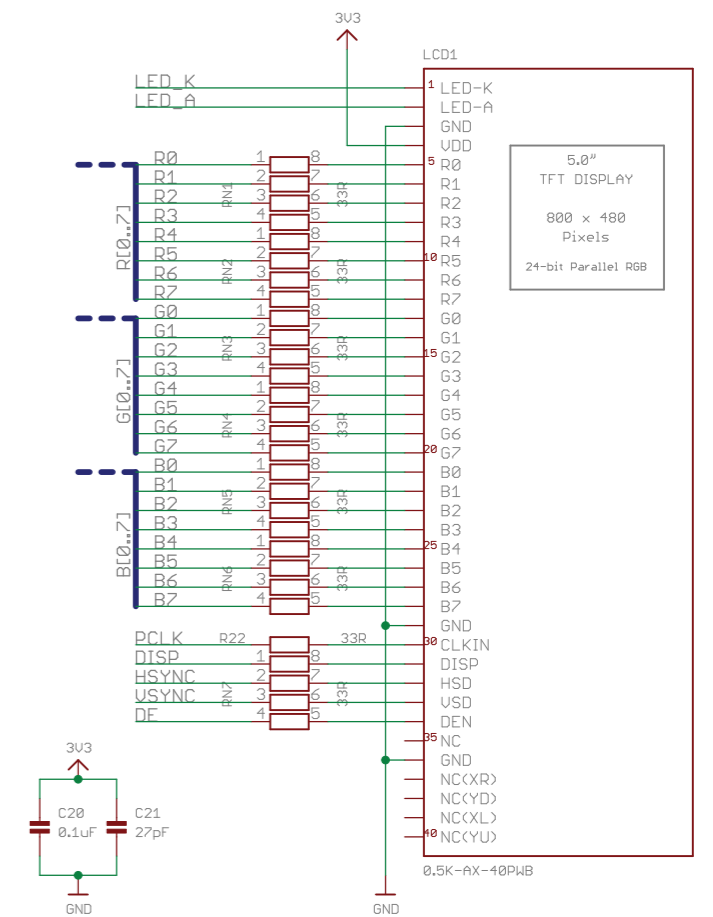 3V3
LCD1
LED_K 1 LED-K
LED_A LED-A
GND
VDD
R0 1 8 5 R0
R1 2 7 R1
R2 3 6 R2
R3 4 5 R3
R4 1 8 R4
R5 2 7 10 R5
R6 3 6 R6
R7 4 5 R7
RN1 33R
RN2 33R
R[0..7]
5.0"
TFT DISPLAY
800 x 480
Pixels
24-bit Parallel RGB
G0 1 8 G0
G1 2 7 G1
G2 3 6 15 G2
G3 4 5 G3
G4 1 8 G4
G5 2 7 G5
G6 3 6 G6
G7 4 5 20 G7
RN3 33R
RN4 33R
G[0..7]
B0 1 8 B0
B1 2 7 B1
B2 3 6 B2
B3 4 5 B3
B4 1 8 25 B4
B5 2 7 B5
B6 3 6 B6
B7 4 5 B7
RN5 33R
RN6 33R
B[0..7]
GND
PCLK R22 33R 30 CLKIN
DISP 1 8 DISP
HSYNC 2 7 HSD
VSYNC 3 6 VSD
DE 4 5 DEN
RN7 33R
35 NC
GND
NC(XR)
NC(YD)
NC(XL)
40 NC(YU)
0.5K-AX-40PWB
3V3
C20 C21
0.1uF 27pF
GND GND